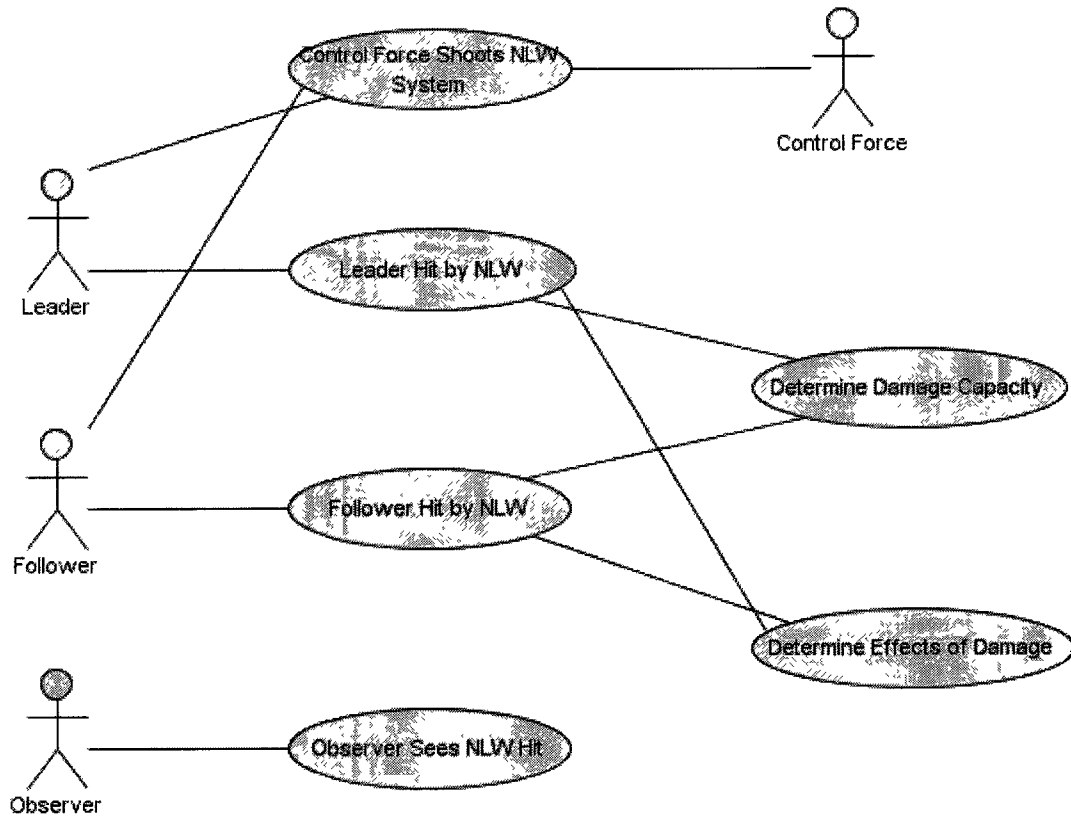 Control Force Shoots NLW
System
Control Force
Leader Hit by NLW
Leader
Determine Damage Capacity
Follower Hit by NLW
Follower
Determine Effects of Damage
Observer Sees NLW Hit
Observer